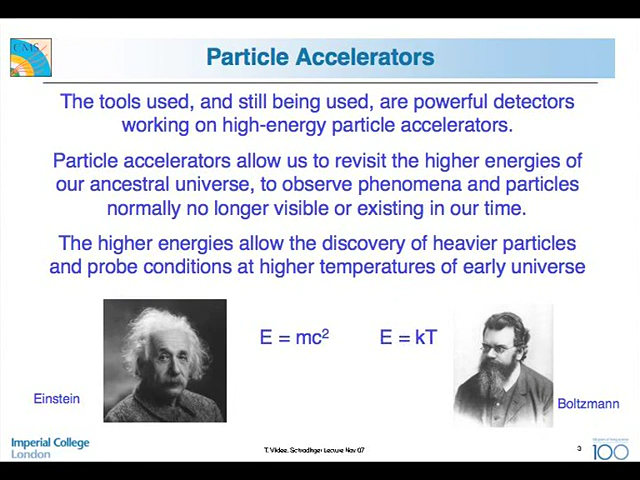 CMS
Particle Accelerators
The tools used, and still being used, are powerful detectors
working on high-energy particle accelerators.
Particle accelerators allow us to revisit the higher energies of
our ancestral universe, to observe phenomena and particles
normally no longer visible or existing in our time.
The higher energies allow the discovery of heavier particles
and probe conditions at higher temperatures of early universe
E = mc²
E = kT
Einstein
Boltzmann
Imperial College
London
T. Virdee, Schrodinger Lecture Nov 07
3
100